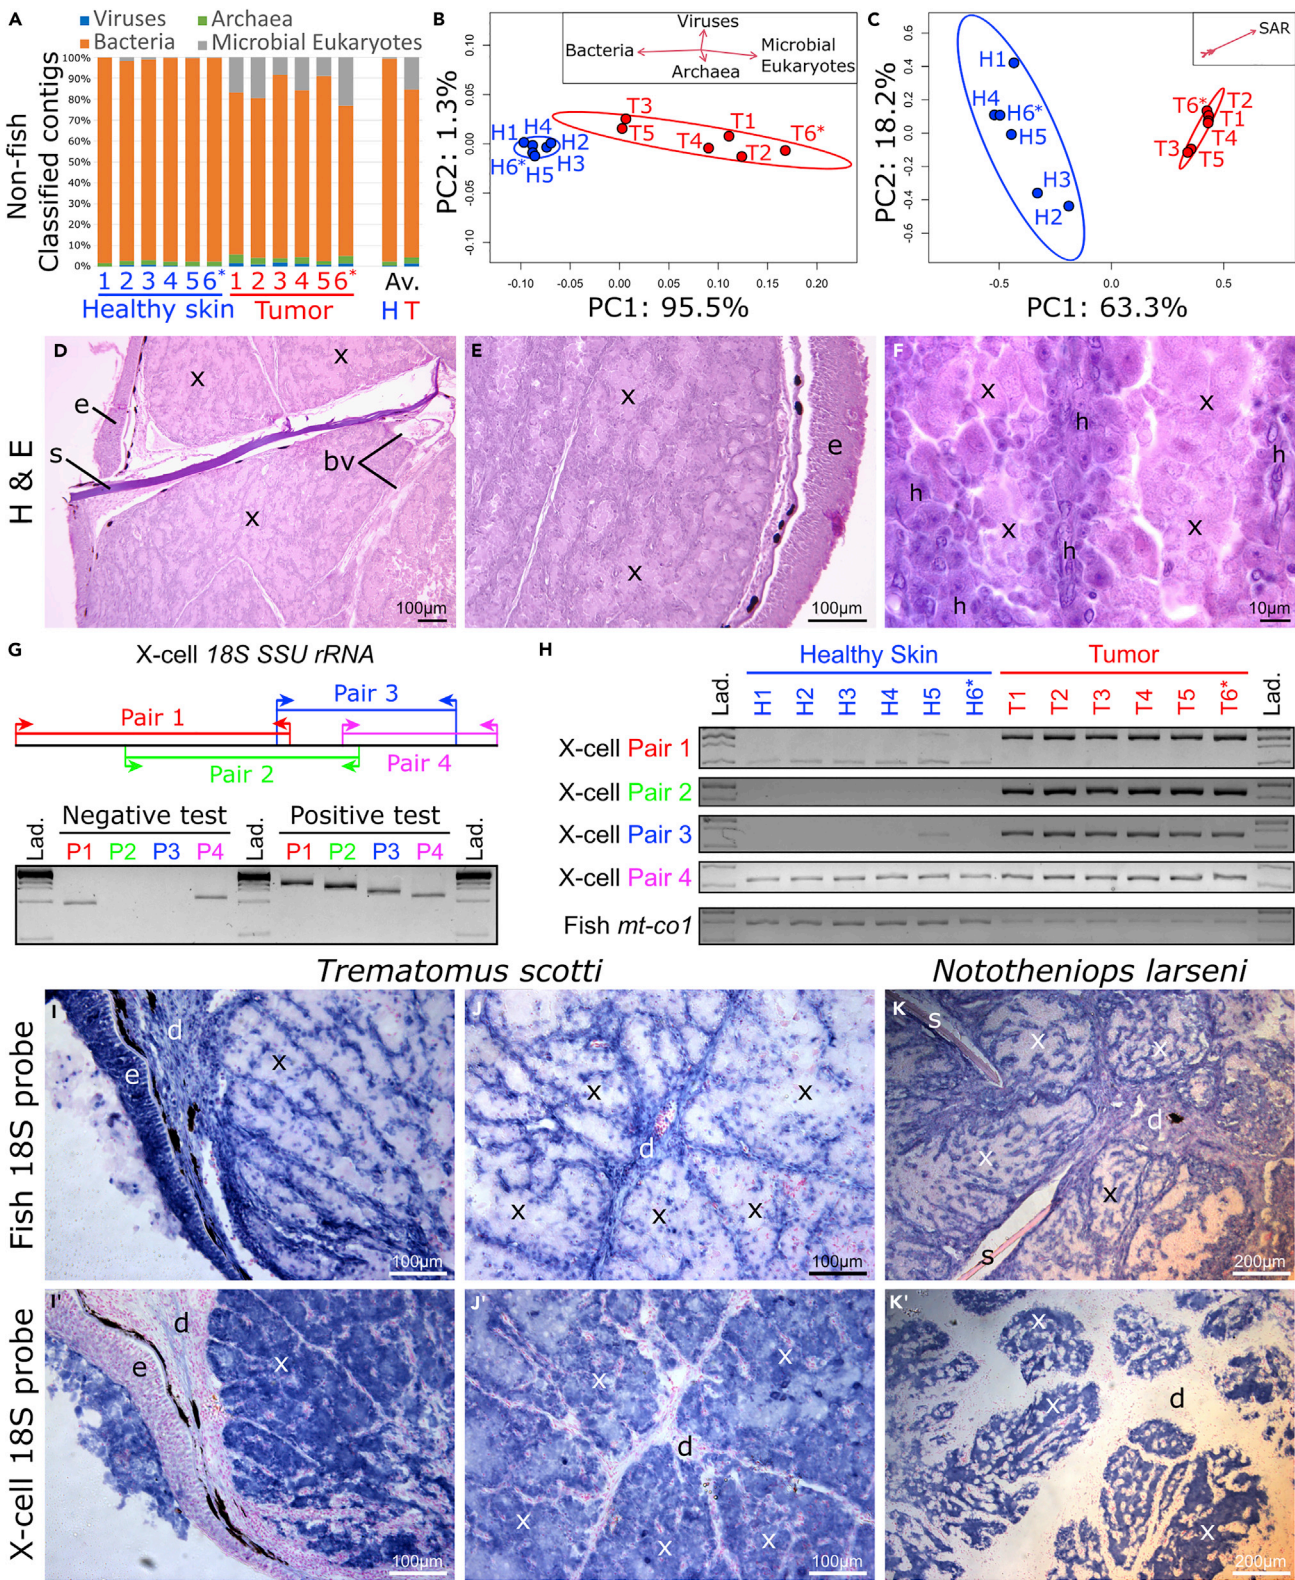 A
Viruses Archaea
Bacteria Microbial Eukaryotes
Non-fish
Classified contigs
100%
90%
80%
70%
60%
50%
40%
30%
20%
10%
0%
1 2 3 4 5 6* 1 2 3 4 5 6* Av.
Healthy skin Tumor H T
B
Viruses
Bacteria
Microbial
Eukaryotes
Archaea
PC2: 1.3%
0.10
0.05
0.00
-0.05
-0.10
T3
T5
T4
T1
T2
T6*
H1
H4
H2
H6*
H5
H3
-0.10 -0.05 0.00 0.05 0.10 0.15 0.20
PC1: 95.5%
C
SAR
PC2: 18.2%
0.6
0.4
0.2
0.0
-0.2
-0.4
-0.6
H1
H4
H6*
H5
H3
H2
T6*
T2
T1
T4
T3
T5
-0.5 0.0 0.5
PC1: 63.3%
H & E
D
x
x
e
s
bv
x
100µm
E
x
e
x
100µm
F
x
x
h
h
h
x
x
h
h
10µm
G
X-cell 18S SSU rRNA
Pair 3
Pair 1
Pair 2
Pair 4
Negative test Positive test
Lad. P1 P2 P3 P4 Lad. P1 P2 P3 P4 Lad.
H
Healthy Skin Tumor
Lad. H1 H2 H3 H4 H5 H6* T1 T2 T3 T4 T5 T6* Lad.
X-cell Pair 1
X-cell Pair 2
X-cell Pair 3
X-cell Pair 4
Fish mt-co1
Trematomus scotti Nototheniops larseni
Fish 18S probe
I
d
e
x
100µm
J
x
x
d
x
x
x
100µm
K
s
x
x
d
x
x
s
200µm
X-cell 18S probe
I'
d
e
x
100µm
J'
x
x
d
x
x
x
100µm
K'
x
x
d
x
200µm